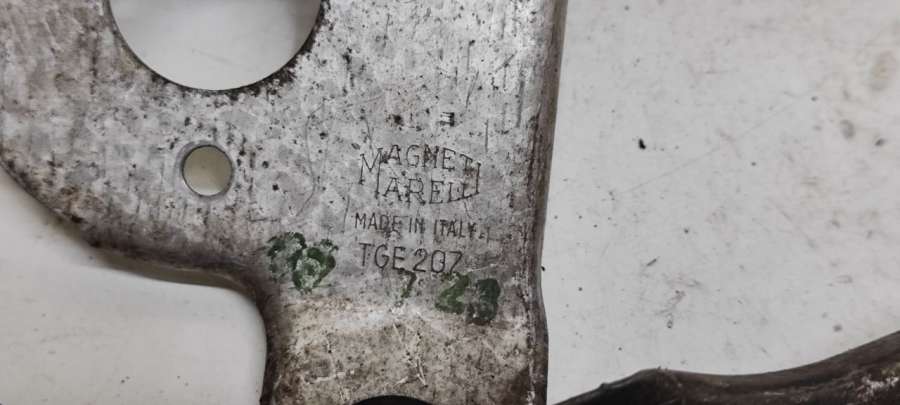 MAGNETI
MARELLI
MADE IN ITALY
TGE 207